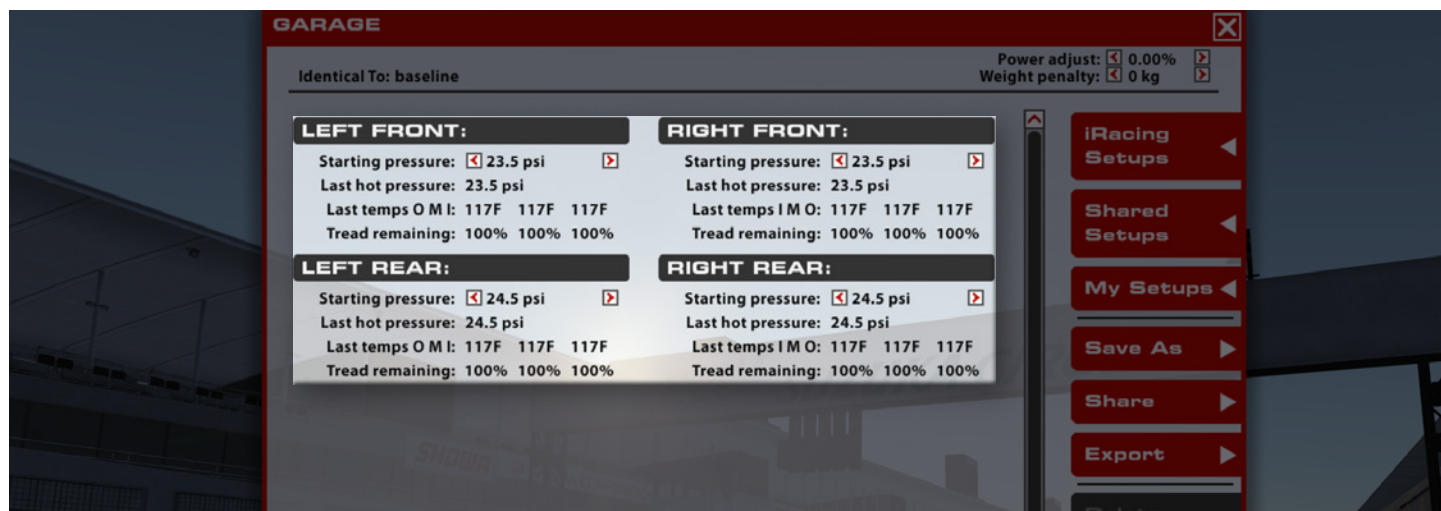 GARAGE
Identical To: baseline
Power adjust: 0.00%
Weight penalty: 0 kg
LEFT FRONT:
Starting pressure: 23.5 psi
Last hot pressure: 23.5 psi
Last temps O M I: 117F 117F 117F
Tread remaining: 100% 100% 100%
RIGHT FRONT:
Starting pressure: 23.5 psi
Last hot pressure: 23.5 psi
Last temps I M O: 117F 117F 117F
Tread remaining: 100% 100% 100%
LEFT REAR:
Starting pressure: 24.5 psi
Last hot pressure: 24.5 psi
Last temps O M I: 117F 117F 117F
Tread remaining: 100% 100% 100%
RIGHT REAR:
Starting pressure: 24.5 psi
Last hot pressure: 24.5 psi
Last temps I M O: 117F 117F 117F
Tread remaining: 100% 100% 100%
iRacing
Setups
Shared
Setups
My Setups
Save As
Share
Export
SHOWA